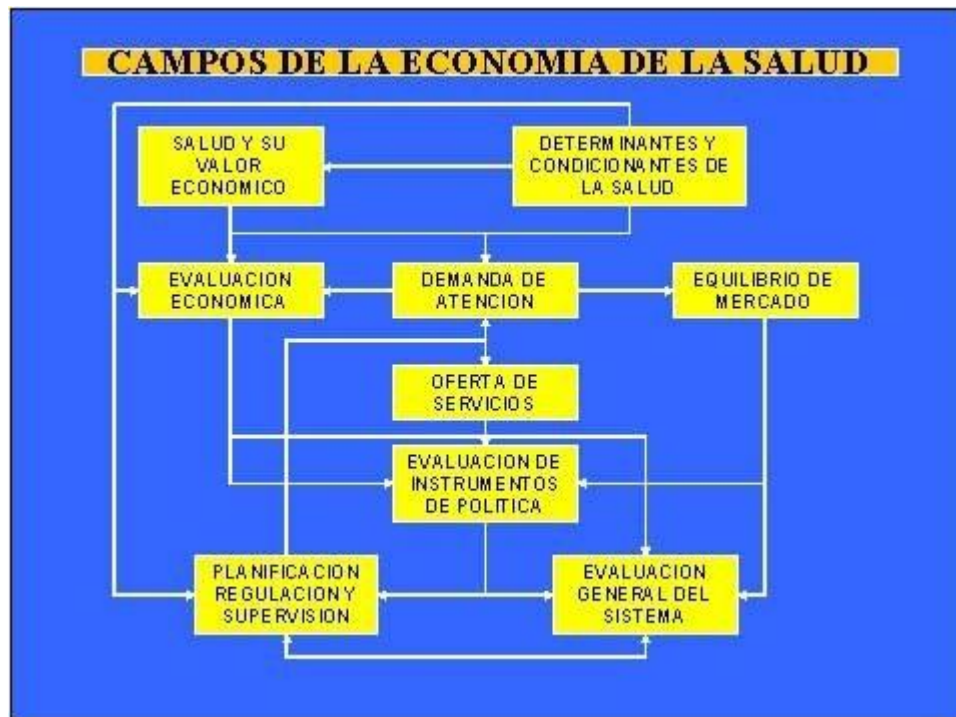 CAMPOS DE LA ECONOMIA DE LA SALUD
SALUD Y SU
VALOR
ECONOMICO
DETERMINANTES Y
CONDICIONANTES DE
LA SALUD
EVALUACION
ECONOMICA
DEMANDA DE
ATENCION
EQUILIBRIO DE
MERCADO
OFERTA DE
SERVICIOS
EVALUACION DE
INSTRUMENTOS
DE POLITICA
PLANIFICACION
REGULACION Y
SUPERVISION
EVALUACION
GENERAL DEL
SISTEMA